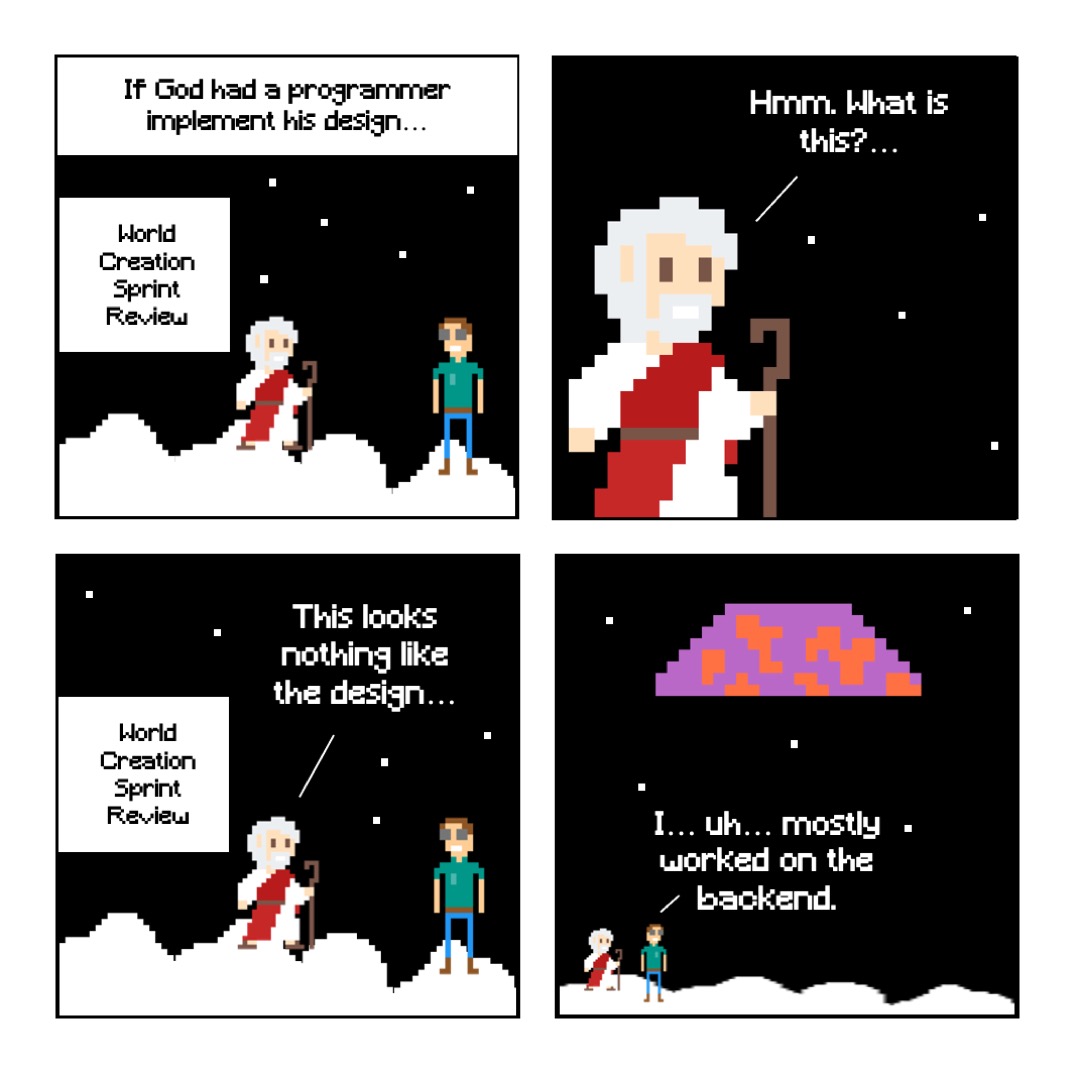 If God had a programmer
implement his design...
World
Creation
Sprint
Review
Hmm. What is
this?...
This looks
nothing like
the design...
World
Creation
Sprint
Review
I... uh... mostly
worked on the
backend.